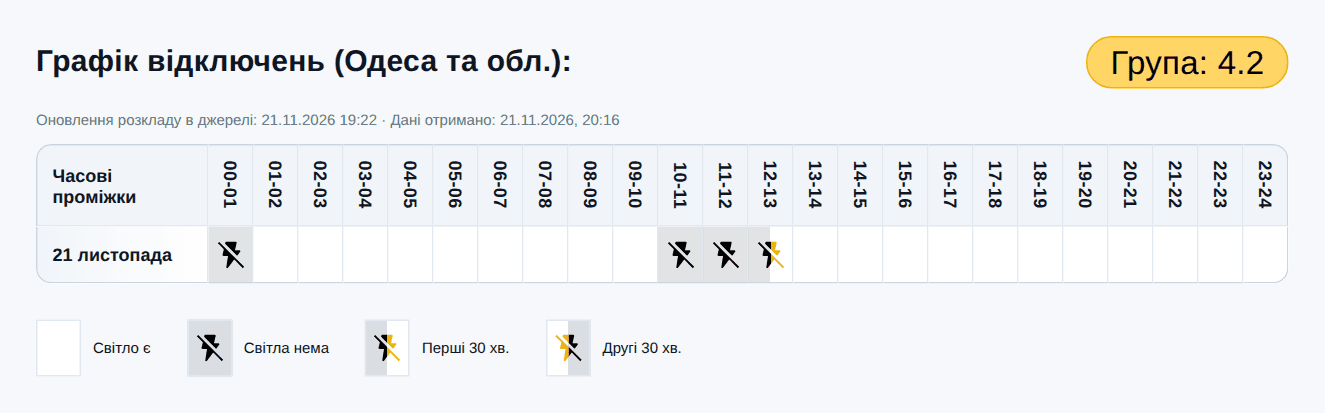 Графік відключень (Одеса та обл.):
Група: 4.2
Оновлення розкладу в джерелі: 21.11.2026 19:22 · Дані отримано: 21.11.2026, 20:16
Часові
проміжки
00-01
01-02
02-03
03-04
04-05
05-06
06-07
07-08
08-09
09-10
10-11
11-12
12-13
13-14
14-15
15-16
16-17
17-18
18-19
19-20
20-21
21-22
22-23
23-24
21 листопада
Світло є
Світла нема
Перші 30 хв.
Другі 30 хв.